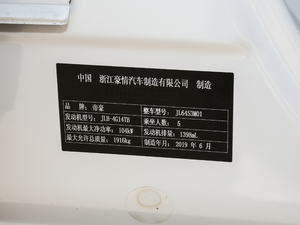 中国 浙江豪情汽车制造有限公司 制造
品牌：帝豪 整车型号：JL6453M01
发动机型号：JLB-4G14TB 乘坐人数：5
发动机最大净功率：104kW 发动机排量：1398mL
最大允许总质量：1916kg 制造年月：2019 年 6 月